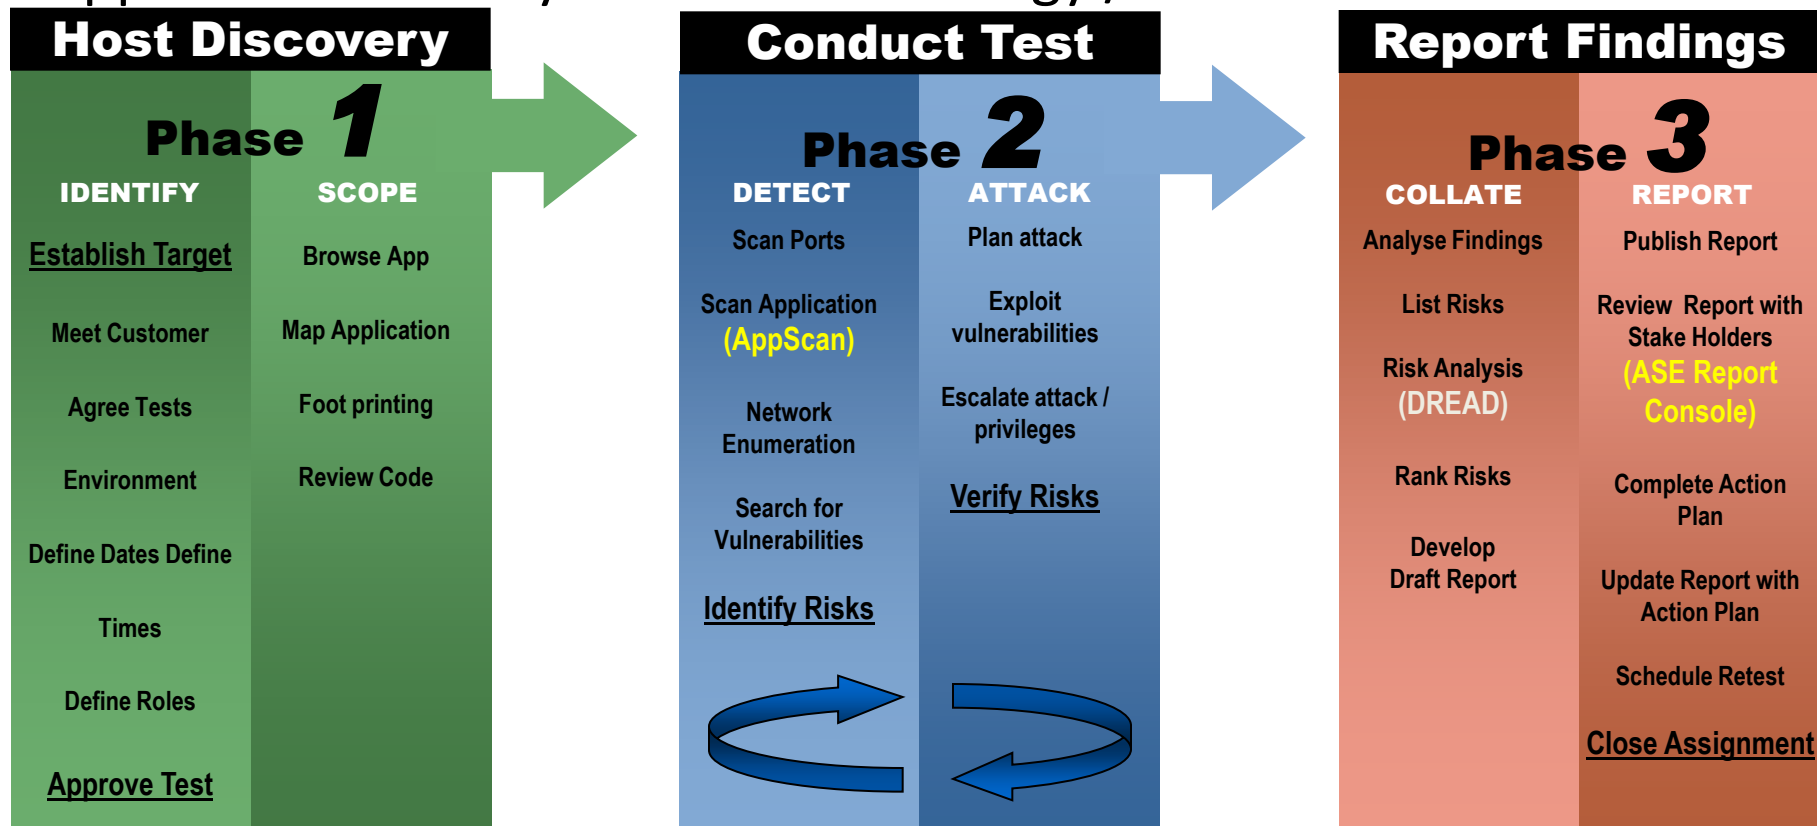 Host Discovery
Phase 1
IDENTIFY
Establish Target
Meet Customer
Agree Tests
Environment
Define Dates Define
Times
Define Roles
Approve Test
SCOPE
Browse App
Map Application
Foot printing
Review Code
Conduct Test
Phase 2
DETECT
Scan Ports
Scan Application
(AppScan)
Network
Enumeration
Search for
Vulnerabilities
Identify Risks
ATTACK
Plan attack
Exploit
vulnerabilities
Escalate attack /
privileges
Verify Risks
Report Findings
Phase 3
COLLATE
Analyse Findings
List Risks
Risk Analysis
(DREAD)
Rank Risks
Develop
Draft Report
REPORT
Publish Report
Review Report with
Stake Holders
(ASE Report
Console)
Complete Action
Plan
Update Report with
Action Plan
Schedule Retest
Close Assignment